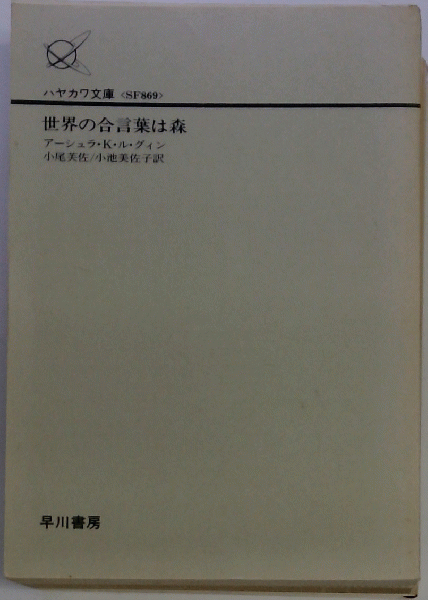 ハヤカワ文庫〈SF869〉
世界の合言葉は森
アーシュラ・K・ル・グィン
小尾芙佐/小池美佐子訳
早川書房